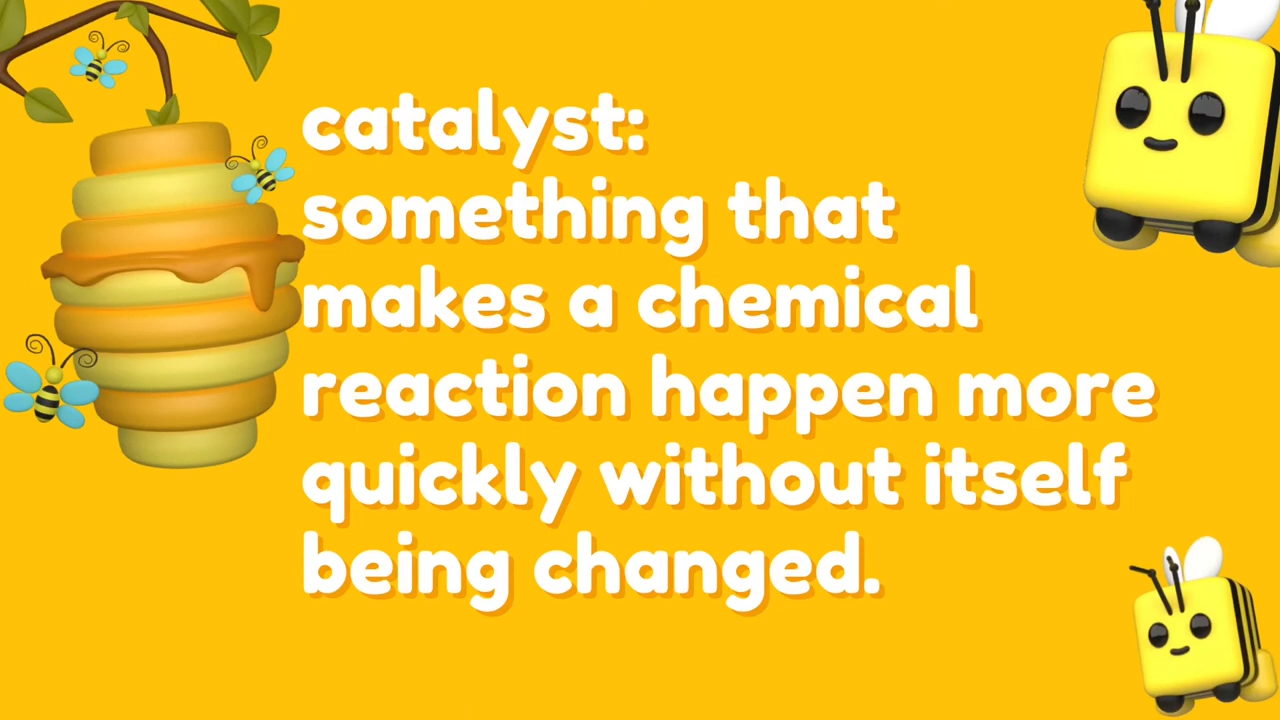 catalyst:
something that
makes a chemical
reaction happen more
quickly without itself
being changed.